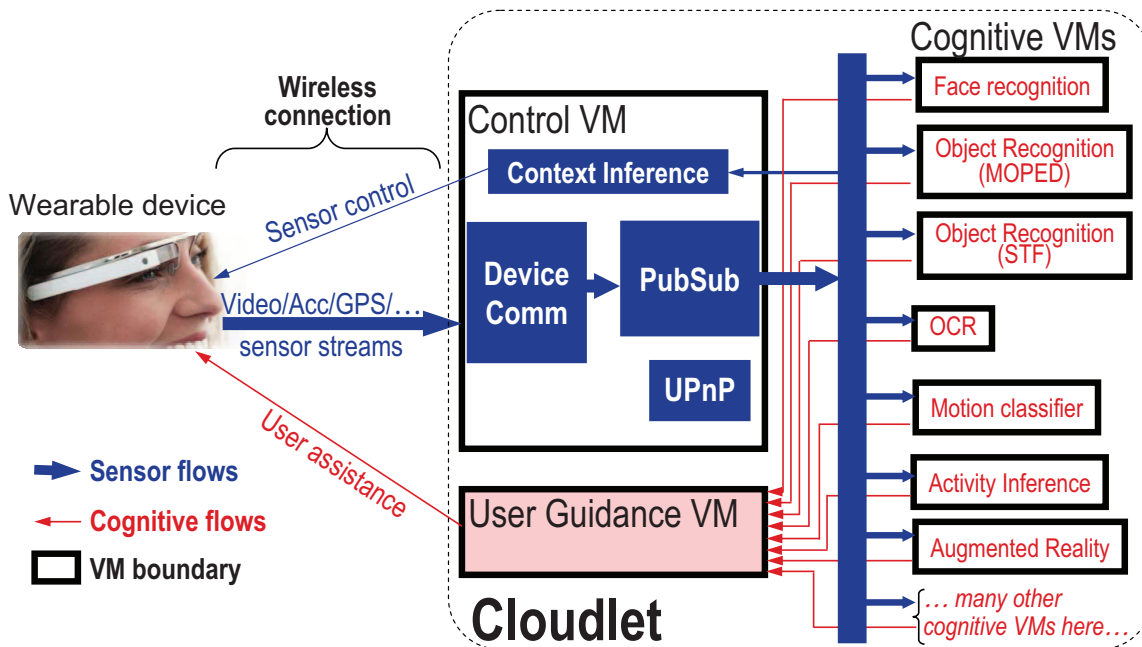 Cognitive VMs
Wireless
connection
Control VM
Face recognition
Context Inference
Object Recognition
(MOPED)
Wearable device
Sensor control
Object Recognition
(STF)
Device
Comm
PubSub
Video/Acc/GPS/…
sensor streams
OCR
UPnP
Motion classifier
User assistance
Sensor flows
Cognitive flows
VM boundary
User Guidance VM
Activity Inference
Augmented Reality
Cloudlet
… many other
cognitive VMs here…